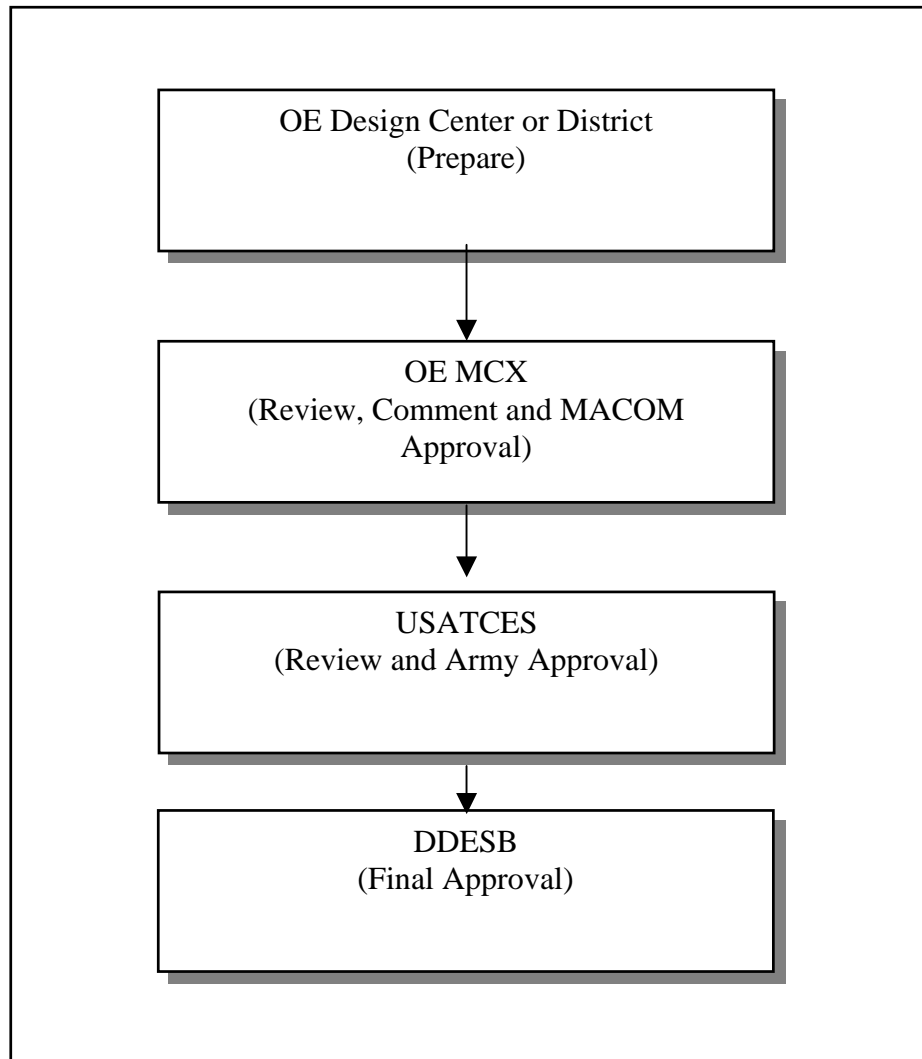 OE Design Center or District
(Prepare)
OE MCX
(Review, Comment and MACOM
Approval)
USATCES
(Review and Army Approval)
DDESB
(Final Approval)